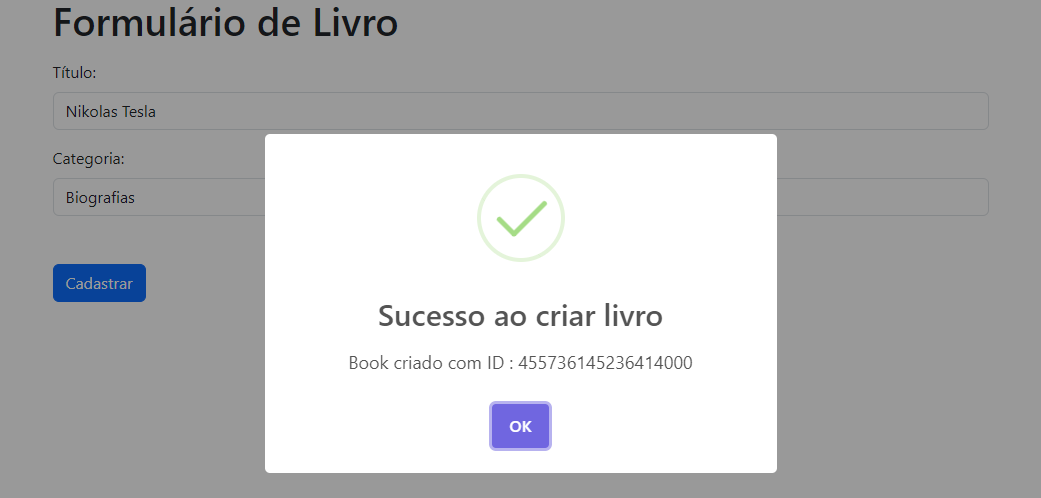 Formulário de Livro
Título:
Nikolas Tesla
Categoria:
Biografias
Cadastrar
Sucesso ao criar livro
Book criado com ID : 455736145236414000
OK